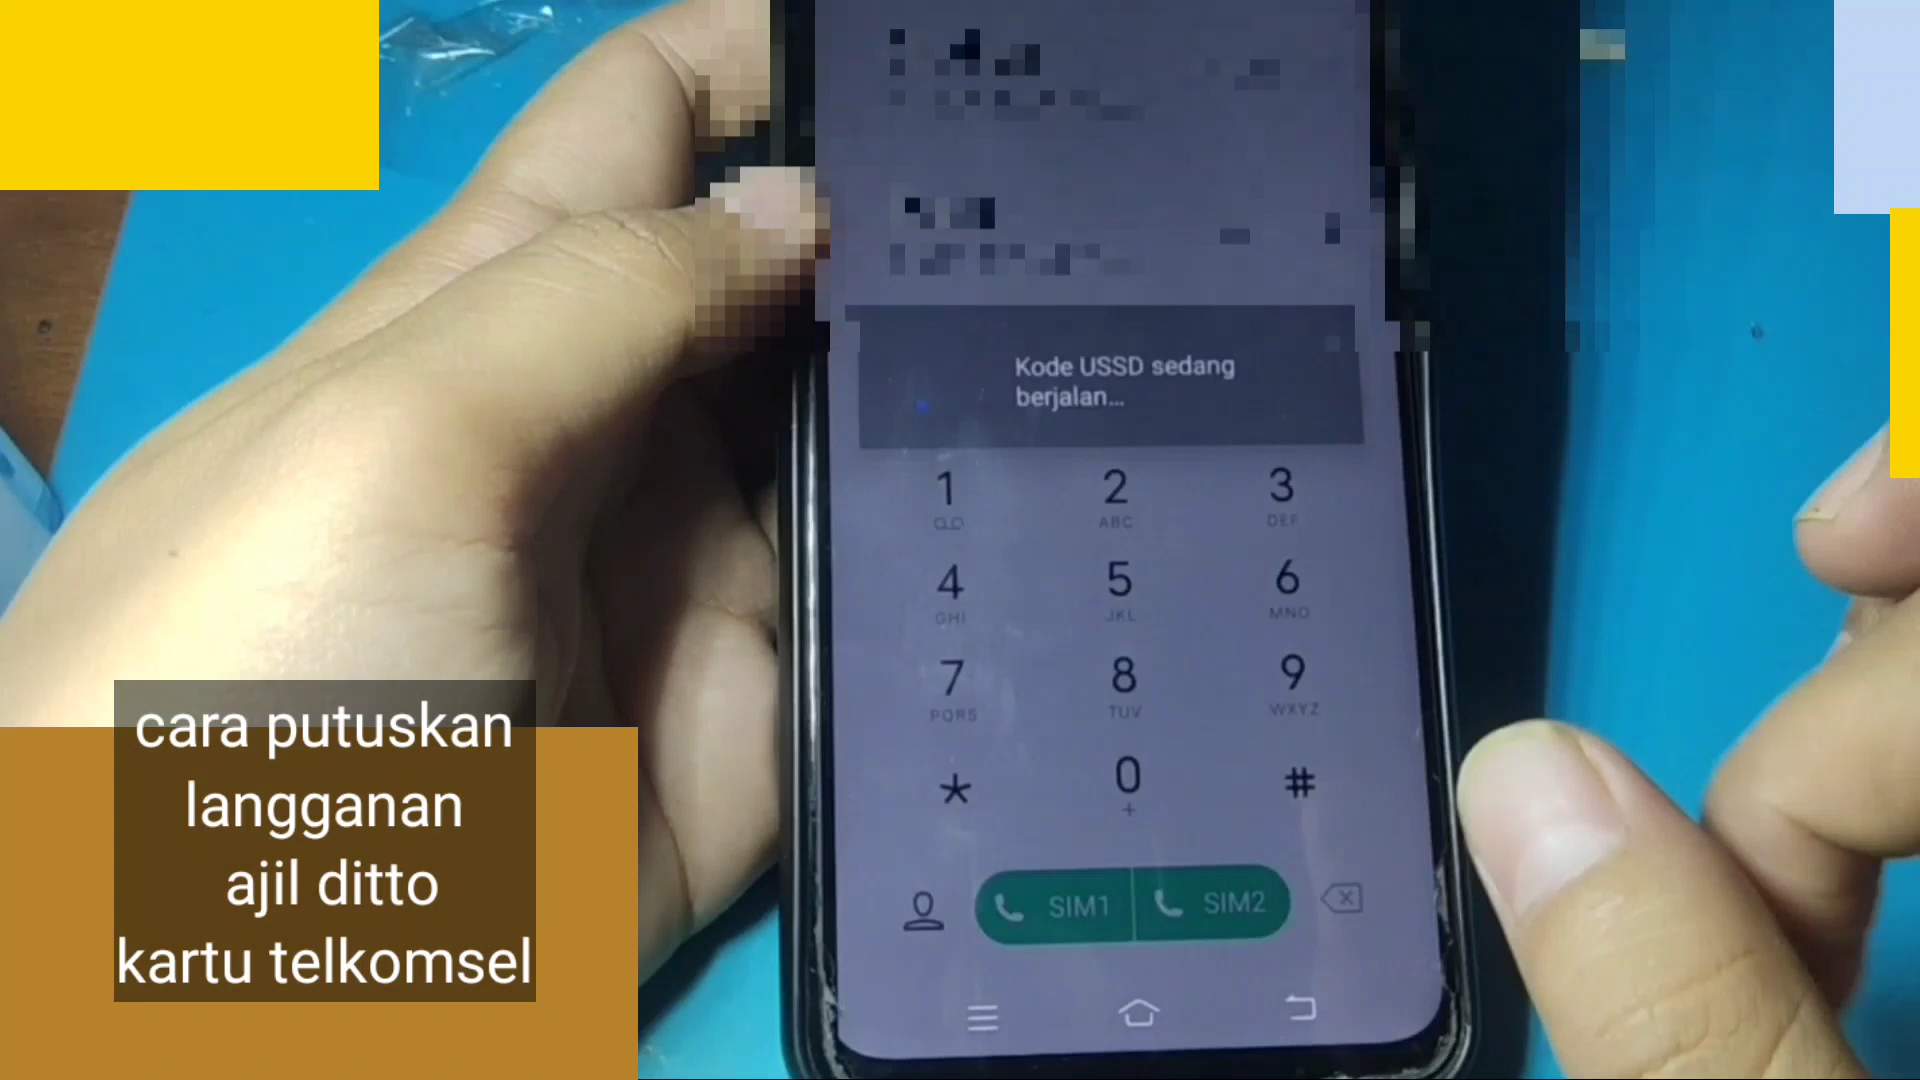 Kode USSD sedang
berjalan...
1 2 3
ABC DEF
4 5 6
GHI JKL MNO
7 8 9
PQRS TUV WXYZ
* 0 #
+
SIM1 SIM2
cara putuskan
langganan
ajil ditto
kartu telkomsel